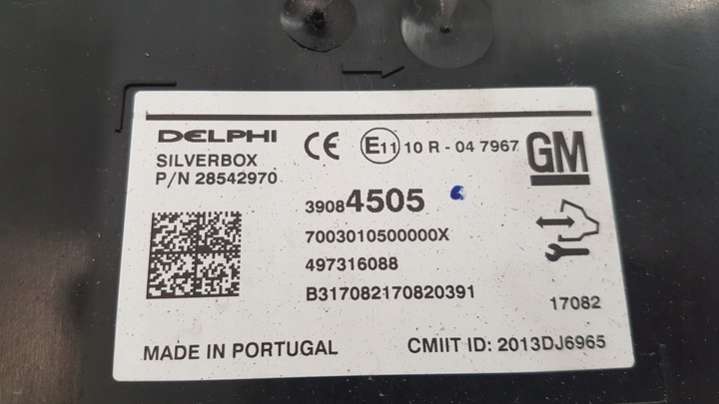 DELPHI
SILVERBOX
P/N 28542970
CE E11 10 R - 04 7967
GM
39084505
7003010500000X
497316088
B317082170820391
17082
MADE IN PORTUGAL
CMIIT ID: 2013DJ6965